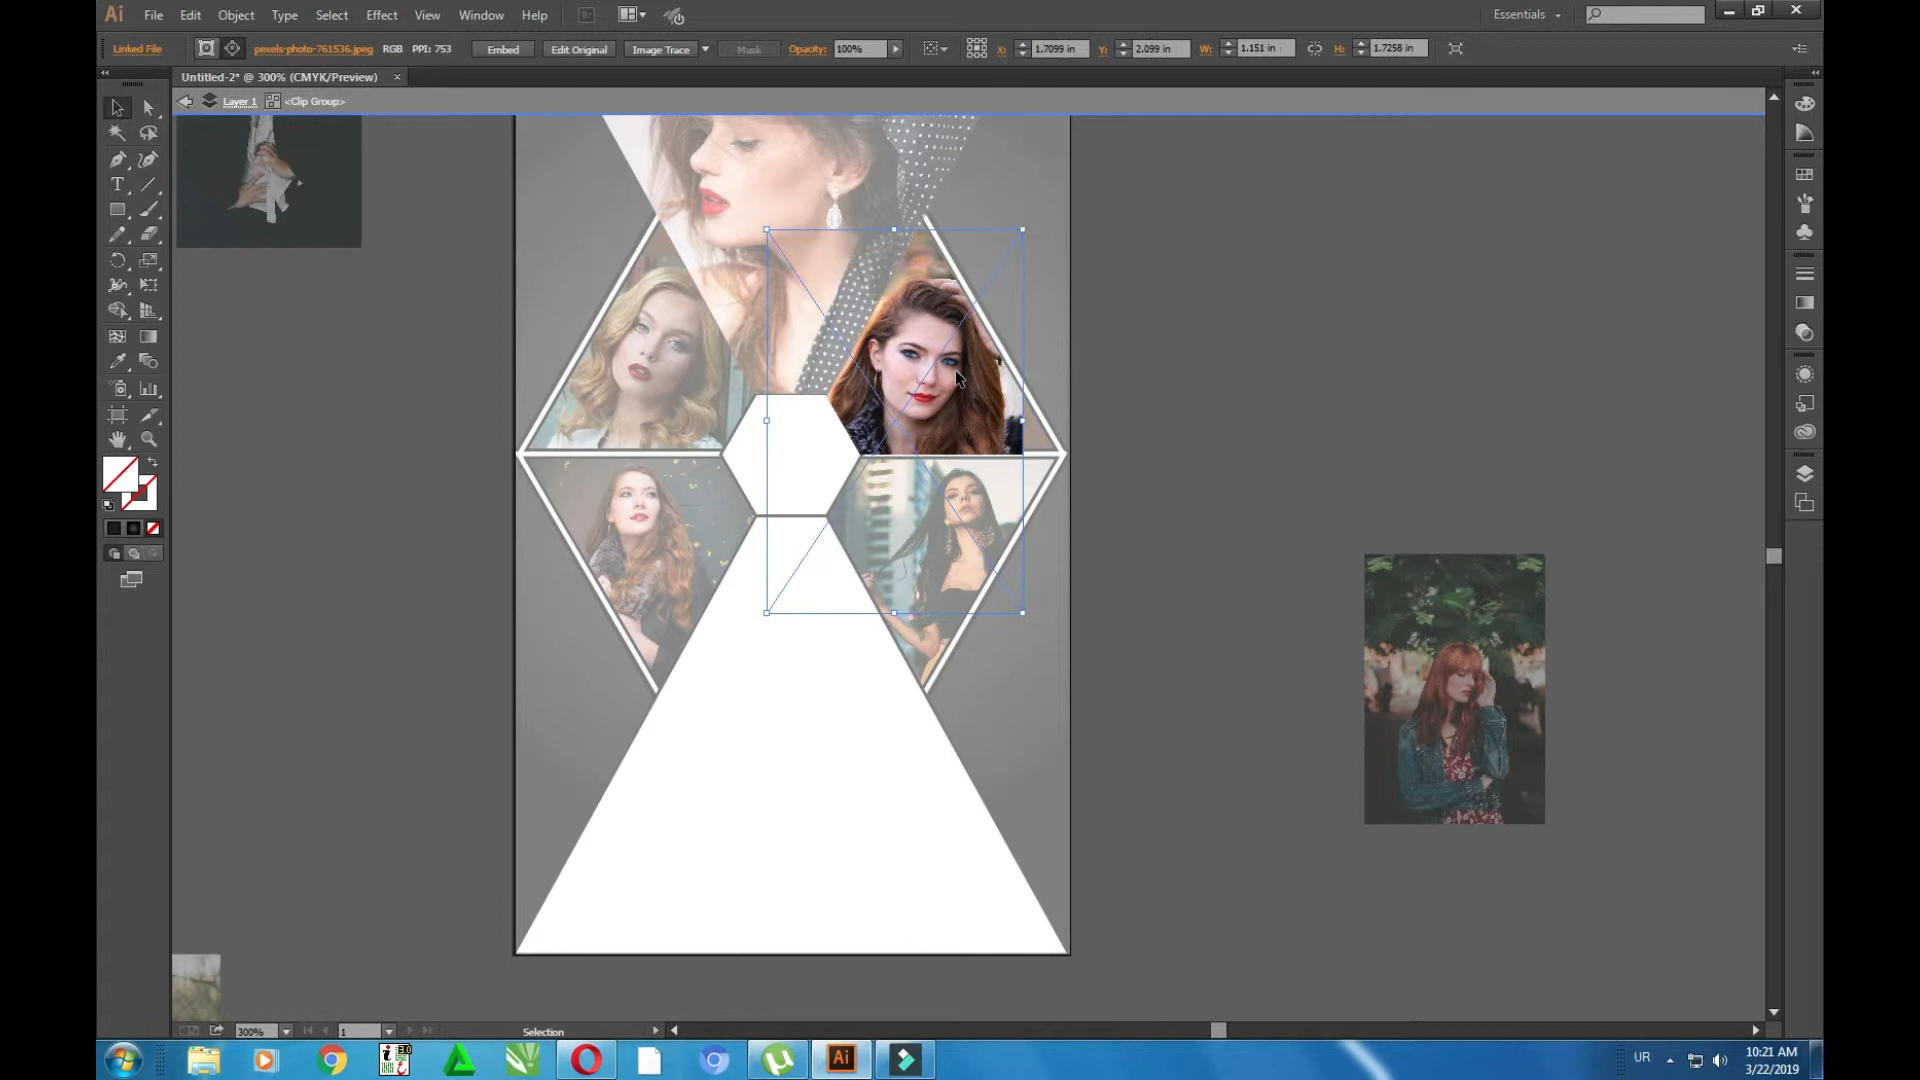 Ai File Edit Object Type Select Effect View Window Help Br Essentials
Linked File pexels-photo-761536.jpeg RGB PPI: 753 Embed Edit Original Image Trace Mask Opacity: 100% X: 1.7099 in Y: 2.099 in W: 1.151 in H: 1.7258 in
Untitled-2* @ 300% (CMYK/Preview) ×
Layer 1 <Clip Group>
T
300% 1 Selection
Ai UR 10:21 AM
3/22/2019